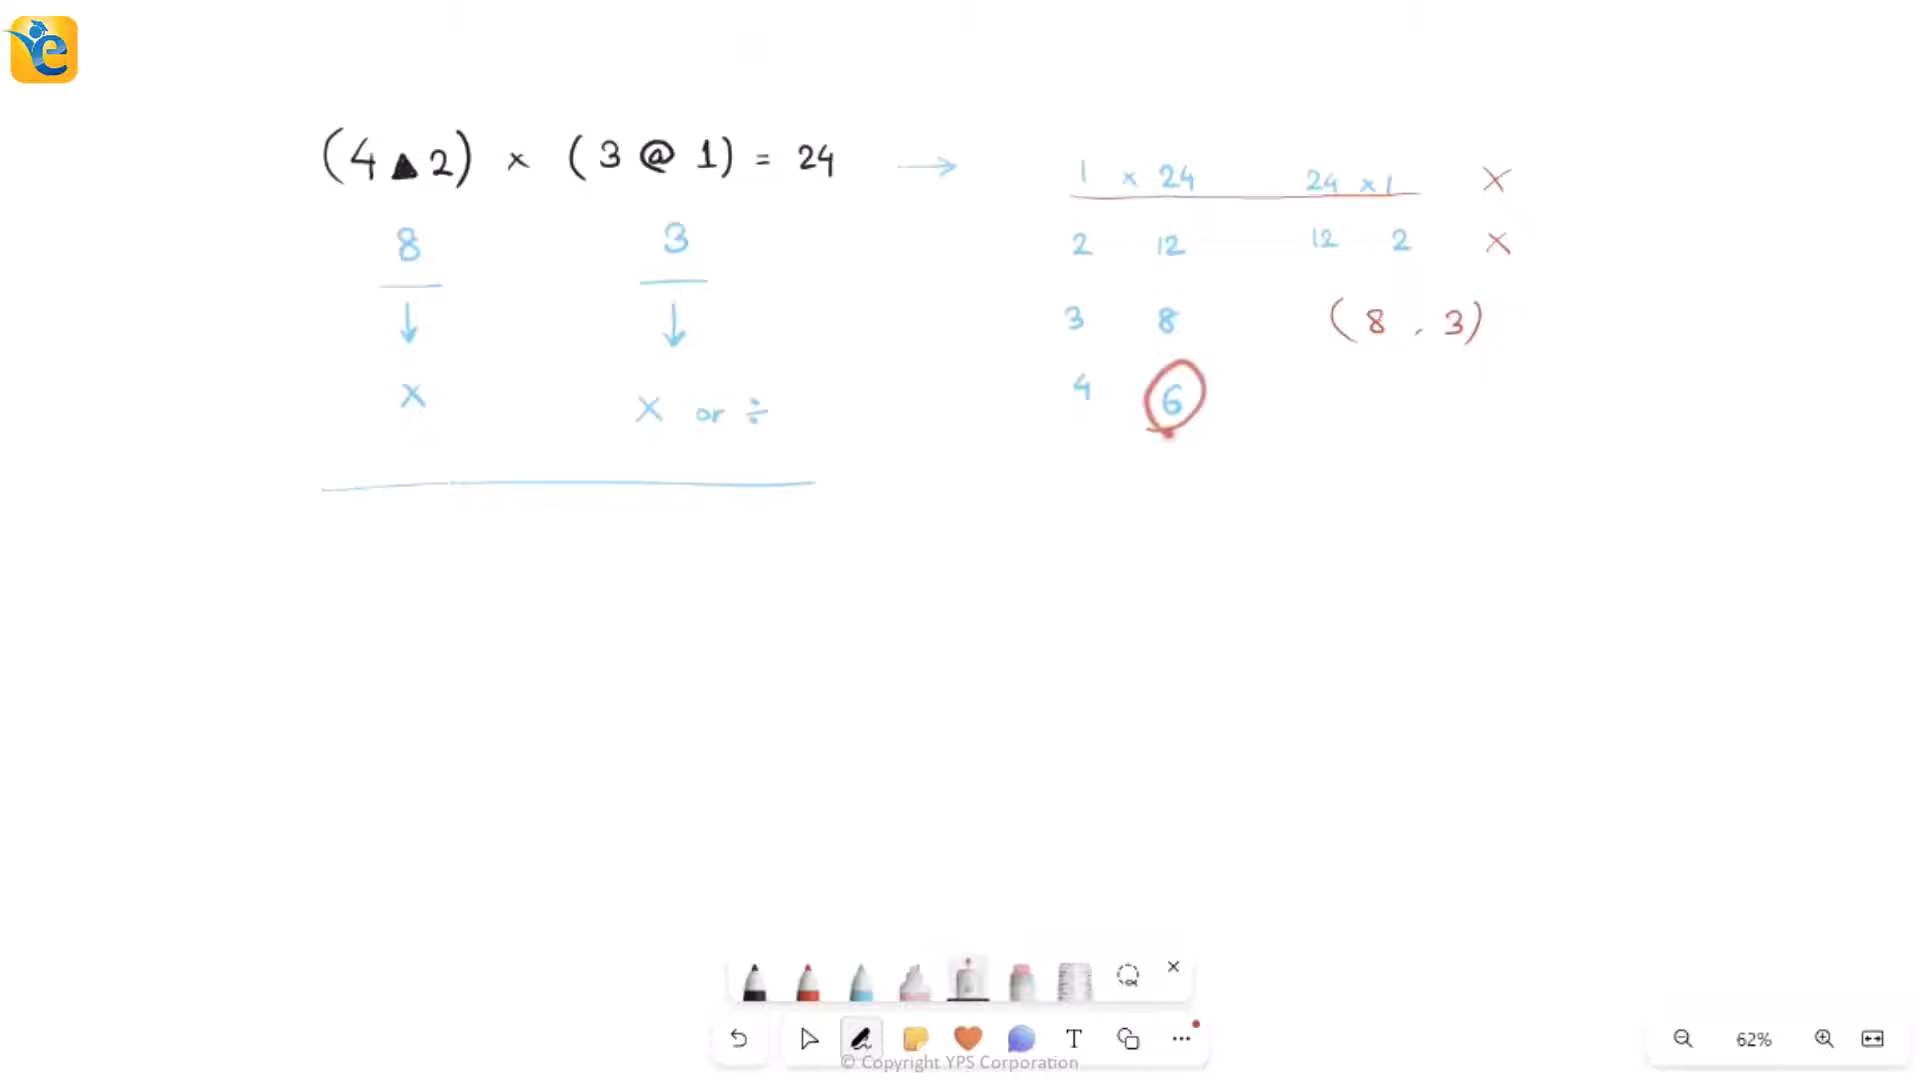 (4 ▲ 2) × (3 @ 1) = 24 →
8 3
↓ ↓
× × or ÷
1 × 24 24 × 1 ×
2 12 12 2 ×
3 8 (8, 3)
4 6
T
62%
© Copyright YPS Corporation